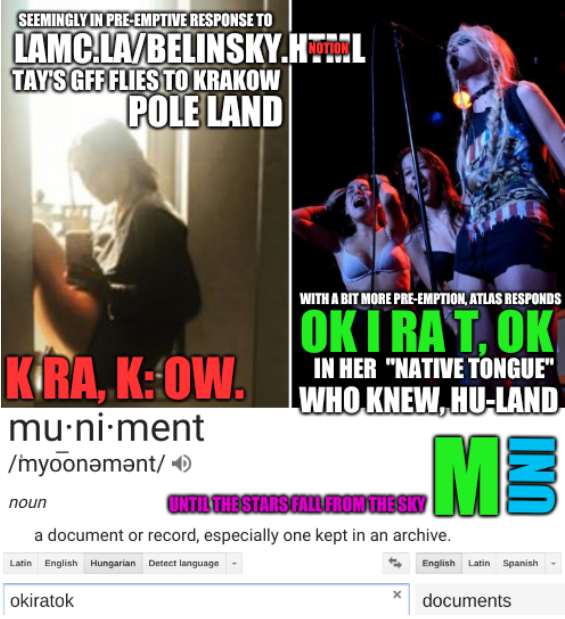 SEEMINGLY IN PRE-EMPTIVE RESPONSE TO
LAMC.LA/BELINSKY.HTML
NOTION
TAY'S GFF FLIES TO KRAKOW
POLE LAND
K RA, K: OW.
WITH A BIT MORE PRE-EMPTION, ATLAS RESPONDS
OK I RA T, OK
IN HER "NATIVE TONGUE"
WHO KNEW, HU-LAND
mu·ni·ment
/ˈmyo͞onəmənt/
noun
UNTIL THE STARS FALL FROM THE SKY
M
UNI
a document or record, especially one kept in an archive.
Latin English Hungarian Detect language
English Latin Spanish
okiratok
documents